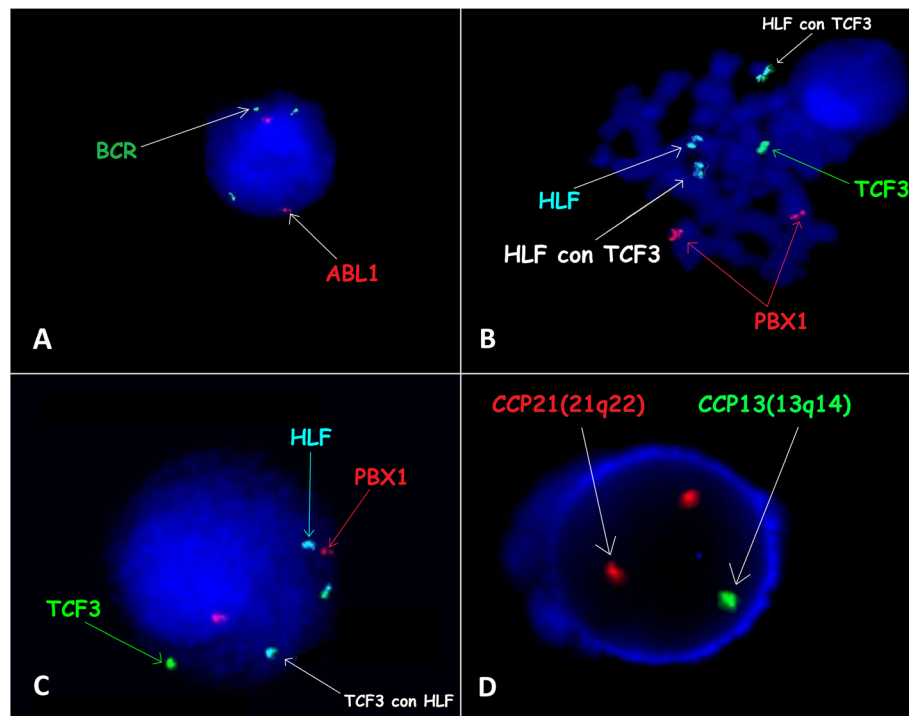 BCR
ABL1
A
HLF con TCF3
HLF
TCF3
HLF con TCF3
PBX1
B
HLF
PBX1
TCF3
TCF3 con HLF
C
CCP21(21q22)
CCP13(13q14)
D